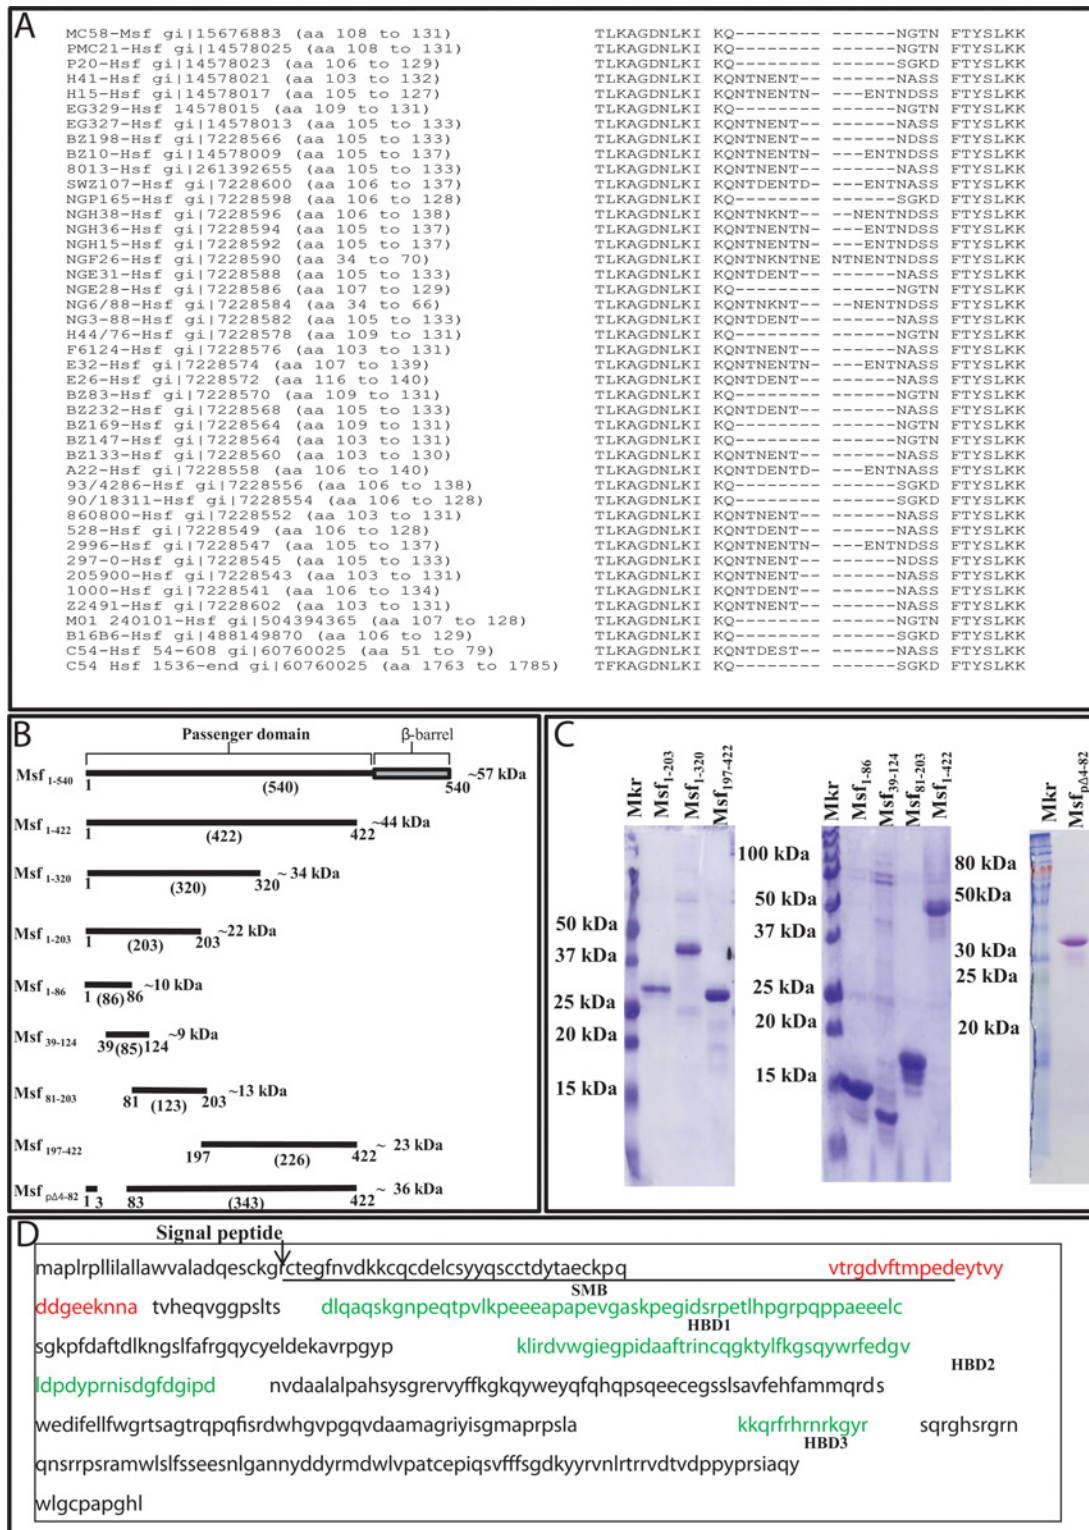 A
MC58-Msf gi|15676883 (aa 108 to 131) TLKAGDNLKI KQ-------- ------NGTN FTYSLKK
PMC21-Hsf gi|14578025 (aa 108 to 131) TLKAGDNLKI KQ-------- ------NGTN FTYSLKK
P20-Hsf gi|14578023 (aa 106 to 129) TLKAGDNLKI KQ-------- ------SGKD FTYSLKK
H41-Hsf gi|14578021 (aa 103 to 132) TLKAGDNLKI KQNTNENT-- ------NASS FTYSLKK
H15-Hsf gi|14578017 (aa 105 to 127) TLKAGDNLKI KQNTNENTN- ---ENTNDSS FTYSLKK
EG329-Hsf 14578015 (aa 109 to 131) TLKAGDNLKI KQ-------- ------NGTN FTYSLKK
EG327-Hsf gi|14578013 (aa 105 to 133) TLKAGDNLKI KQNTNENT-- ------NASS FTYSLKK
BZ198-Hsf gi|7228566 (aa 105 to 133) TLKAGDNLKI KQNTNENT-- ------NDSS FTYSLKK
BZ10-Hsf gi|14578009 (aa 105 to 137) TLKAGDNLKI KQNTNENTN- ---ENTNDSS FTYSLKK
8013-Hsf gi|261392655 (aa 105 to 133) TLKAGDNLKI KQNTNENT-- ------NASS FTYSLKK
SWZ107-Hsf gi|7228600 (aa 106 to 137) TLKAGDNLKI KQNTDENTD- ---ENTNASS FTYSLKK
NGP165-Hsf gi|7228598 (aa 106 to 128) TLKAGDNLKI KQ-------- ------SGKD FTYSLKK
NGH38-Hsf gi|7228596 (aa 106 to 138) TLKAGDNLKI KQNTNKNT-- --NENTNDSS FTYSLKK
NGH36-Hsf gi|7228594 (aa 105 to 137) TLKAGDNLKI KQNTNENTN- ---ENTNDSS FTYSLKK
NGH15-Hsf gi|7228592 (aa 105 to 137) TLKAGDNLKI KQNTNENTN- ---ENTNDSS FTYSLKK
NGF26-Hsf gi|7228590 (aa 34 to 70) TLKAGDNLKI KQNTNKNTNE NTNENTNDSS FTYSLKK
NGE31-Hsf gi|7228588 (aa 105 to 133) TLKAGDNLKI KQNTDENT-- ------NASS FTYSLKK
NGE28-Hsf gi|7228586 (aa 107 to 129) TLKAGDNLKI KQ-------- ------NGTN FTYSLKK
NG6/88-Hsf gi|7228584 (aa 34 to 66) TLKAGDNLKI KQNTNKNT-- --NENTNDSS FTYSLKK
NG3-88-Hsf gi|7228582 (aa 105 to 133) TLKAGDNLKI KQNTDENT-- ------NASS FTYSLKK
H44/76-Hsf gi|7228578 (aa 109 to 131) TLKAGDNLKI KQ-------- ------NGTN FTYSLKK
F6124-Hsf gi|7228576 (aa 103 to 131) TLKAGDNLKI KQNTNENT-- ------NASS FTYSLKK
E32-Hsf gi|7228574 (aa 107 to 139) TLKAGDNLKI KQNTNENTN- ---ENTNASS FTYSLKK
E26-Hsf gi|7228572 (aa 116 to 140) TLKAGDNLKI KQNTDENT-- ------NASS FTYSLKK
BZ83-Hsf gi|7228570 (aa 109 to 131) TLKAGDNLKI KQ-------- ------NGTN FTYSLKK
BZ232-Hsf gi|7228568 (aa 105 to 133) TLKAGDNLKI KQNTDENT-- ------NASS FTYSLKK
BZ169-Hsf gi|7228564 (aa 109 to 131) TLKAGDNLKI KQ-------- ------NGTN FTYSLKK
BZ147-Hsf gi|7228564 (aa 103 to 131) TLKAGDNLKI KQ-------- ------NGTN FTYSLKK
BZ133-Hsf gi|7228560 (aa 103 to 130) TLKAGDNLKI KQNTNENT-- ------NASS FTYSLKK
A22-Hsf gi|7228558 (aa 106 to 140) TLKAGDNLKI KQNTDENTD- ---ENTNASS FTYSLKK
93/4286-Hsf gi|7228556 (aa 106 to 138) TLKAGDNLKI KQ-------- ------SGKD FTYSLKK
90/18311-Hsf gi|7228554 (aa 106 to 128) TLKAGDNLKI KQ-------- ------SGKD FTYSLKK
860800-Hsf gi|7228552 (aa 103 to 131) TLKAGDNLKI KQNTNENT-- ------NASS FTYSLKK
528-Hsf gi|7228549 (aa 106 to 128) TLKAGDNLKI KQNTDENT-- ------NASS FTYSLKK
2996-Hsf gi|7228547 (aa 105 to 137) TLKAGDNLKI KQNTNENTN- ---ENTNDSS FTYSLKK
297-0-Hsf gi|7228545 (aa 105 to 133) TLKAGDNLKI KQNTNENT-- ------NDSS FTYSLKK
205900-Hsf gi|7228543 (aa 103 to 131) TLKAGDNLKI KQNTNENT-- ------NASS FTYSLKK
1000-Hsf gi|7228541 (aa 106 to 134) TLKAGDNLKI KQNTDENT-- ------NASS FTYSLKK
Z2491-Hsf gi|7228602 (aa 103 to 131) TLKAGDNLKI KQNTNENT-- ------NASS FTYSLKK
M01 240101-Hsf gi|504394365 (aa 107 to 128) TLKAGDNLKI KQ-------- ------NGTN FTYSLKK
B16B6-Hsf gi|488149870 (aa 106 to 129) TLKAGDNLKI KQ-------- ------SGKD FTYSLKK
C54-Hsf 54-608 gi|60760025 (aa 51 to 79) TLKAGDNLKI KQNTDEST-- ------NASS FTYSLKK
C54 Hsf 1536-end gi|60760025 (aa 1763 to 1785) TFKAGDNLKI KQ-------- ------SGKD FTYSLKK
B
Passenger domain β-barrel
Msf 1-540 ~57 kDa
1 (540) 540
Msf 1-422 ~44 kDa
1 (422) 422
Msf 1-320 ~ 34 kDa
1 (320) 320
Msf 1-203 ~22 kDa
1 (203) 203
Msf 1-86 ~10 kDa
1 (86) 86
Msf 39-124 ~9 kDa
39 (85) 124
Msf 81-203 ~13 kDa
81 (123) 203
Msf 197-422 ~ 23 kDa
197 (226) 422
Msf pΔ4-82 ~ 36 kDa
1 3 83 (343) 422
C
Mkr Msf1-203 Msf1-320 Msf197-422
50 kDa
37 kDa
25 kDa
20 kDa
15 kDa
Mkr Msf1-86 Msf39-124 Msf81-203 Msf1-422
100 kDa
50 kDa
37 kDa
25 kDa
20 kDa
15 kDa
Mkr MsfpΔ4-82
80 kDa
50kDa
30 kDa
25 kDa
20 kDa
D
Signal peptide
maplrpllilallawvaladqesckgrctegfnvdkkcqcdelcsyyqscctdytaeckpq vtrgdvftmpedeytvy
SMB
ddgeeknna tvheqvggpslts dlqaqskgnpeqtpvlkpeeeapapevgaskpegidsrpetlhpgrpqppaeeelc
HBD1
sgkpfdaftdlkngslfafrgqycyeldekavrpgyp klirdvwgiegpidaaftrincqgktylfkgsqywrfedgv
HBD2
ldpdyprnisdgfdgipd nvdaalalpahsysgrervyffkgkqyweyqfqhqpsqeecegsslsavfehfammqrds
wedifellfwgrtsagtrqpqfisrdwhgvpgqvdaamagriyisgmaprpsla kkqrfrhrnrkgyr sqrghsrgrn
HBD3
qnsrrpsramwlslfsseesnlgannyddyrmdwlvpatcepiqsvfffsgdkyyrvnlrtrrvdtvdppyprsiaqy
wlgcpapghl